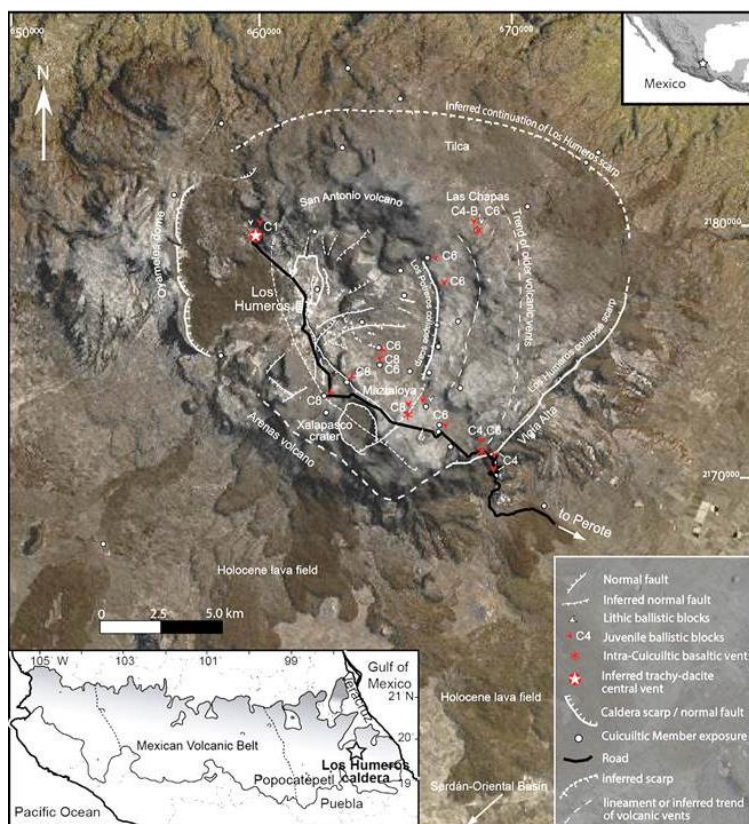 650000
660000
670000
N
Mexico
Inferred continuation of Los Humeros scarp
Tilca
San Antonio volcano
Las Chapas
C4-B, C6
2180000
C1
Oyameles dome
Trend of older volcanic vents
C6
C6
Los Humeros
Los Potreros collapse scarp
Los Humeros collapse scarp
C6
C8
C6
C8
Maztaloya
C8
C8
C6
Xalapasco
crater
C4,C6
Vigia Alta
C4
2170000
Arenas volcano
to Perote
Holocene lava field
0 2.5 5.0 km
Holocene lava field
Serdán-Oriental Basin
Normal fault
Inferred normal fault
Lithic ballistic blocks
C4 Juvenile ballistic blocks
Intra-Cuicuiltic basaltic vent
Inferred trachy-dacite
central vent
Caldera scarp / normal fault
Cuicuiltic Member exposure
Road
inferred scarp
lineament or inferred trend
of volcanic vents
105 W 103 101 99 97
Gulf of
Mexico
Veracruz
21 N
20
19
Mexican Volcanic Belt
Los Humeros
caldera
Popocatepetl
Puebla
Pacific Ocean